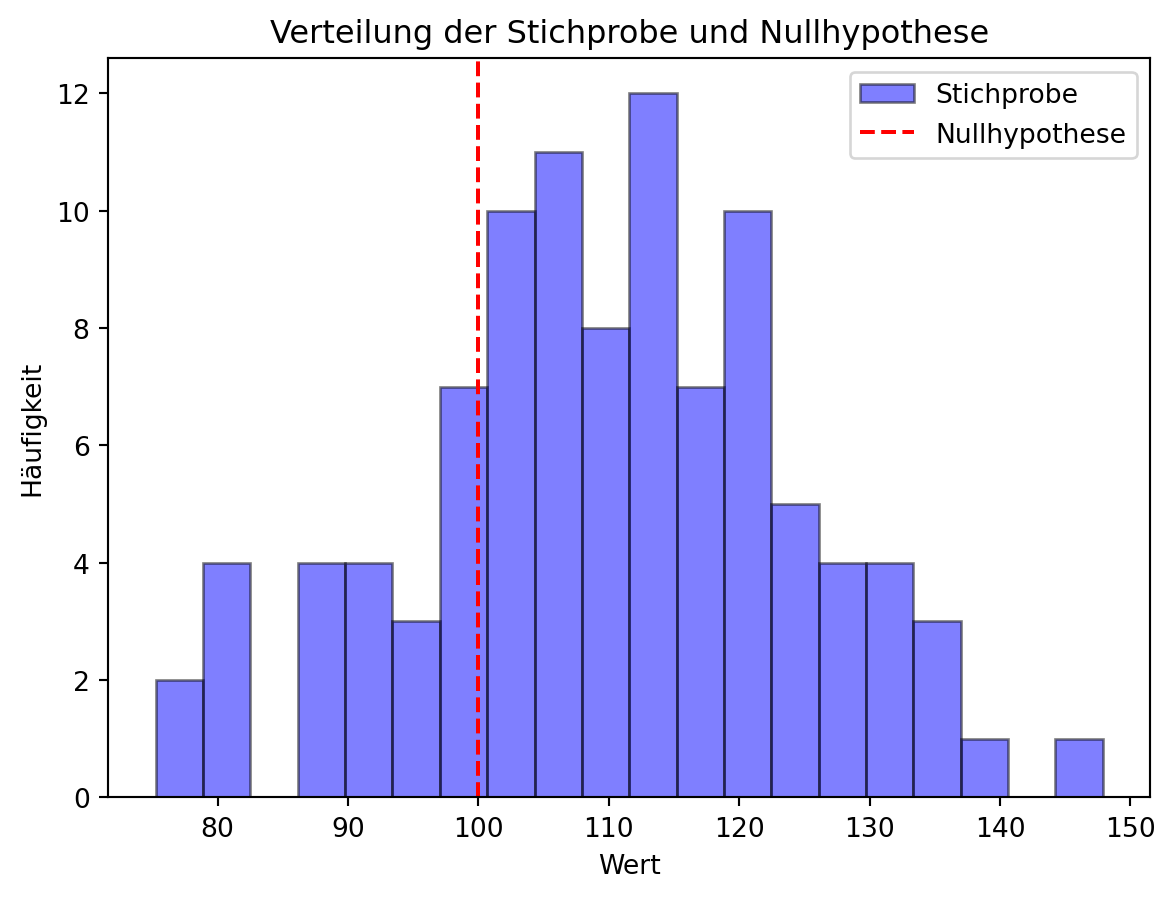 Verteilung der Stichprobe und Nullhypothese
Stichprobe
Nullhypothese
12
10
8
6
4
2
0
Häufigkeit
80 90 100 110 120 130 140 150
Wert